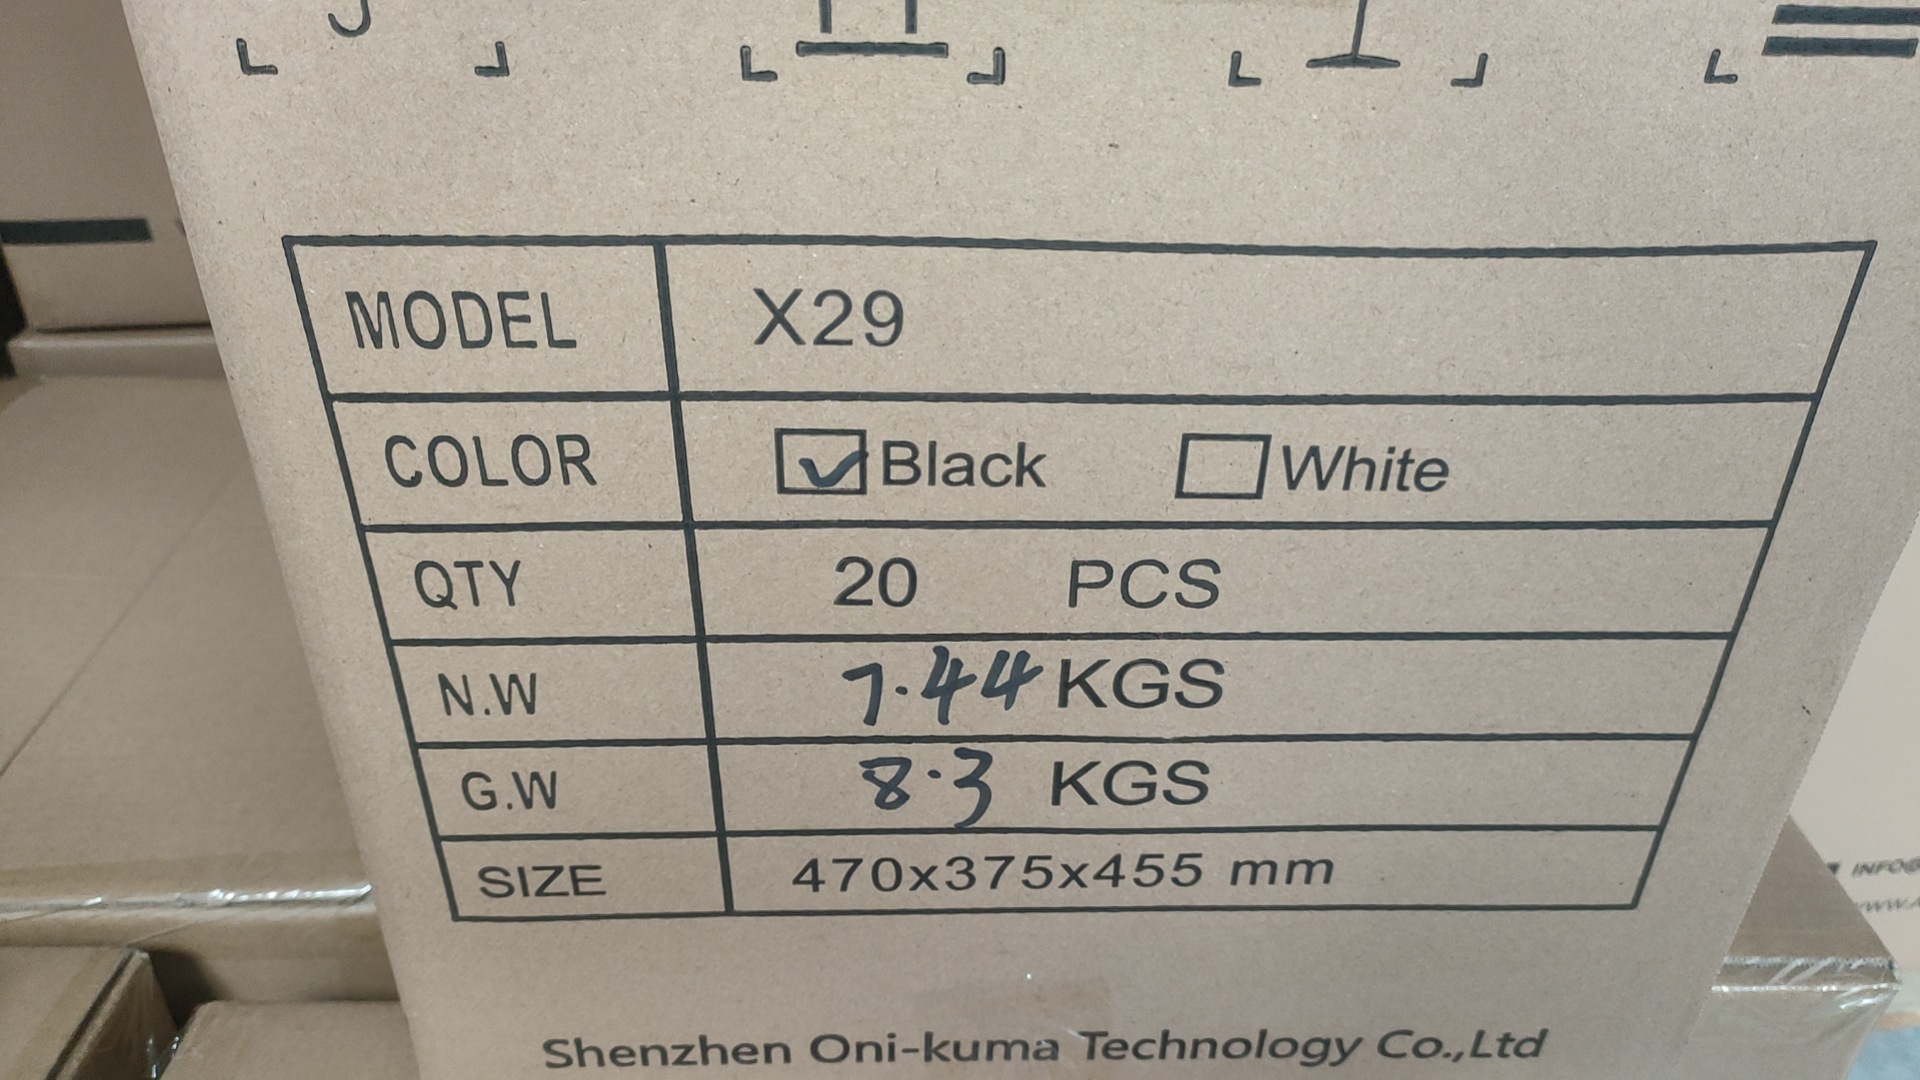 MODEL X29
COLOR ☑Black ☐White
QTY 20 PCS
N.W 7.44 KGS
G.W 8.3 KGS
SIZE 470x375x455 mm
Shenzhen Oni-kuma Technology Co.,Ltd
INFO@